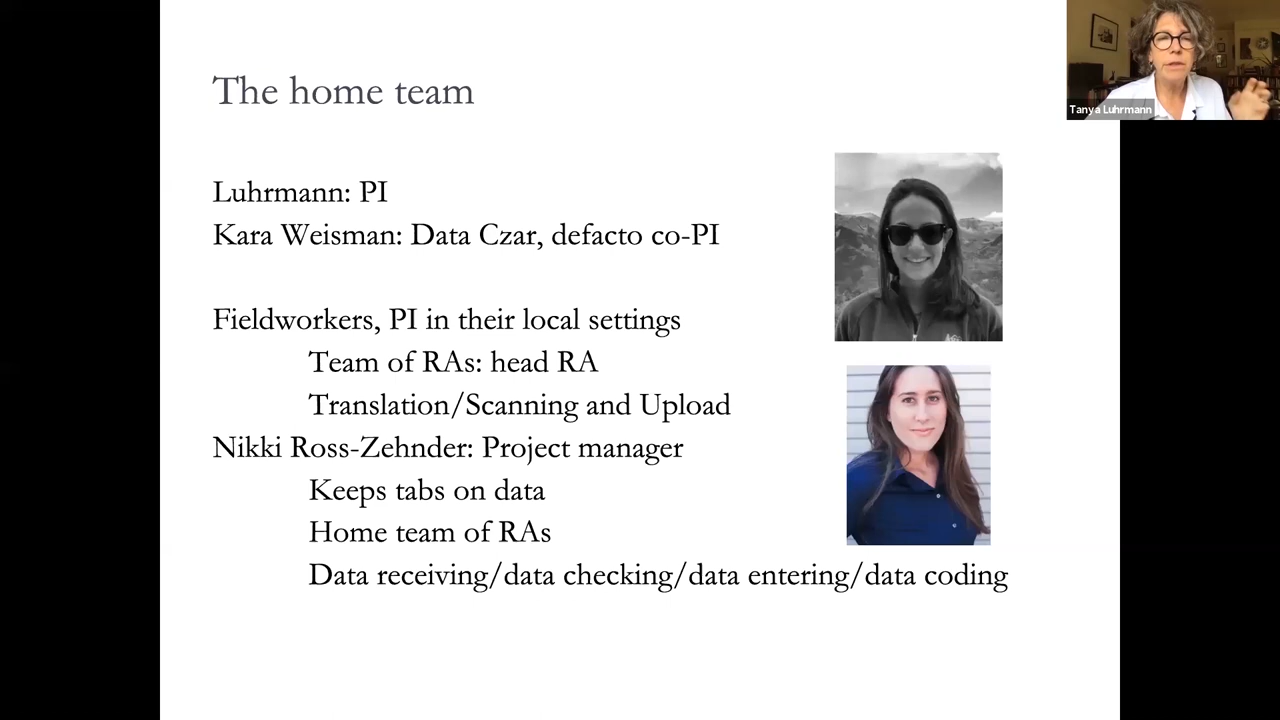 The home team
Tanya Luhrmann
Luhrmann: PI
Kara Weisman: Data Czar, defacto co-PI
Fieldworkers, PI in their local settings
Team of RAs: head RA
Translation/Scanning and Upload
Nikki Ross-Zehnder: Project manager
Keeps tabs on data
Home team of RAs
Data receiving/data checking/data entering/data coding